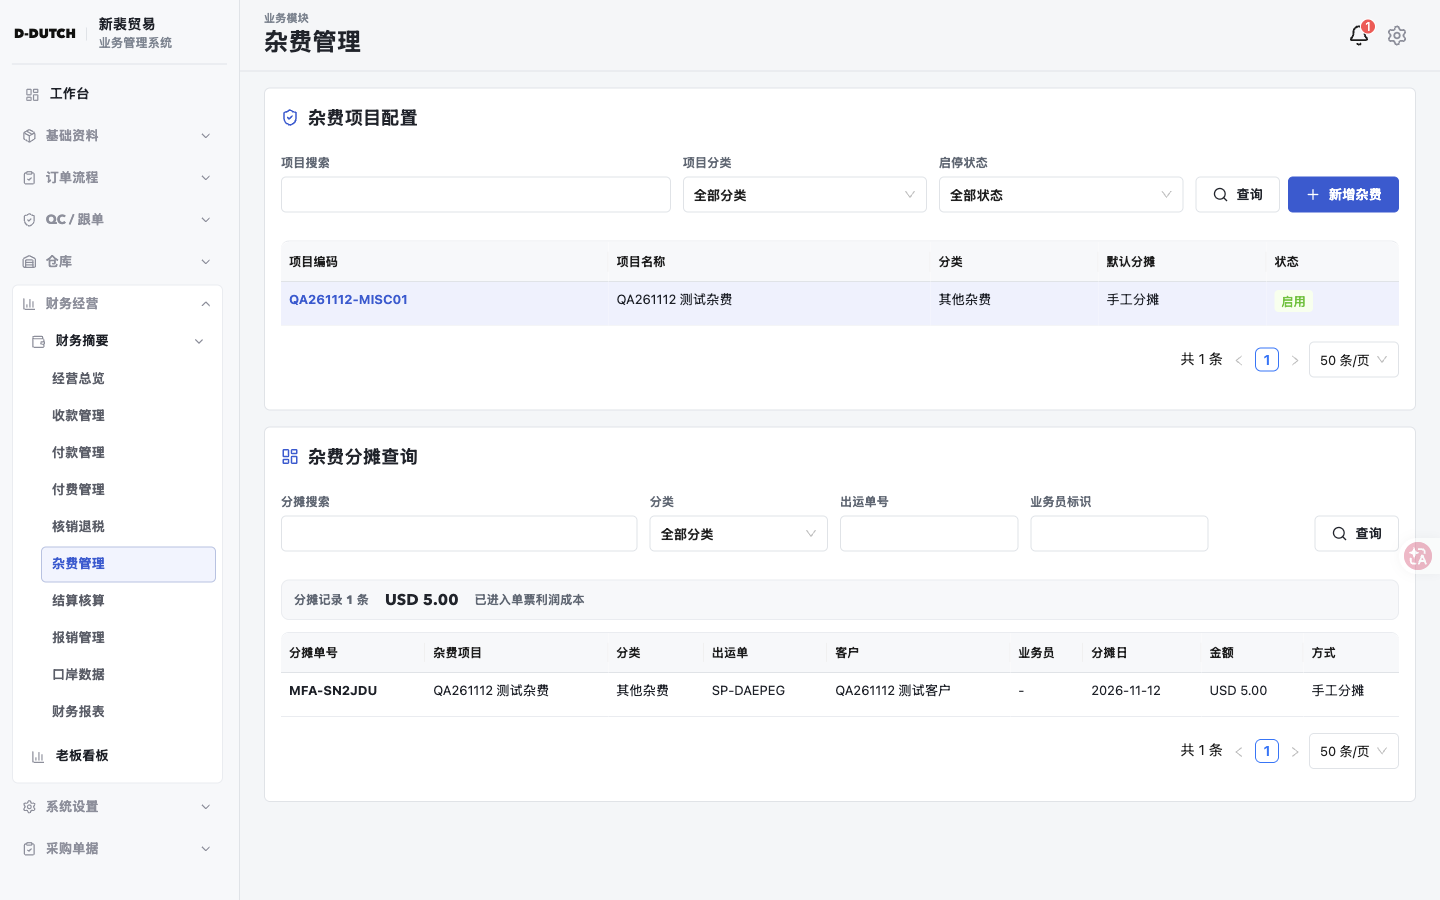 D-DUTCH
新裴贸易
业务管理系统
工作台
基础资料
订单流程
QC / 跟单
仓库
财务经营
财务摘要
经营总览
收款管理
付款管理
付费管理
核销退税
杂费管理
结算核算
报销管理
口岸数据
财务报表
老板看板
系统设置
采购单据
业务模块
杂费管理
1
杂费项目配置
项目搜索
项目分类
启停状态
全部分类
全部状态
查询
新增杂费
项目编码 项目名称 分类 默认分摊 状态
QA261112-MISC01 QA261112 测试杂费 其他杂费 手工分摊 启用
共 1 条 < 1 > 50 条/页
杂费分摊查询
分摊搜索
分类
出运单号
业务员标识
全部分类
查询
分摊记录 1 条 USD 5.00 已进入单票利润成本
分摊单号 杂费项目 分类 出运单 客户 业务员 分摊日 金额 方式
MFA-SN2JDU QA261112 测试杂费 其他杂费 SP-DAEPEG QA261112 测试客户 - 2026-11-12 USD 5.00 手工分摊
共 1 条 < 1 > 50 条/页